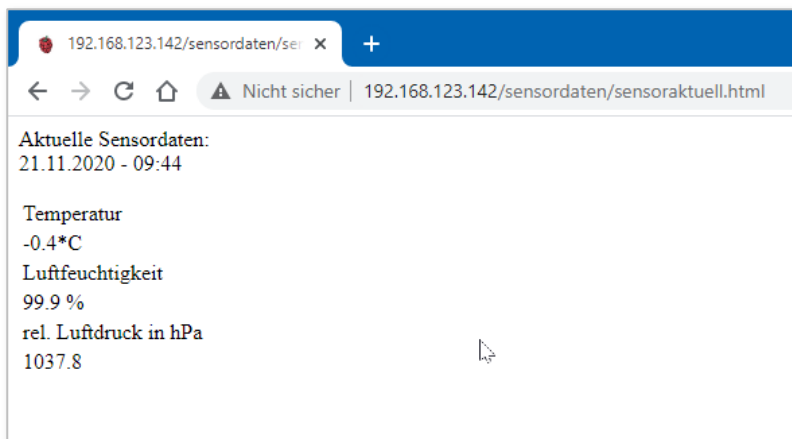 192.168.123.142/sensordaten/ser
Nicht sicher | 192.168.123.142/sensordaten/sensoraktuell.html
Aktuelle Sensordaten:
21.11.2020 - 09:44
Temperatur
-0.4*C
Luftfeuchtigkeit
99.9 %
rel. Luftdruck in hPa
1037.8